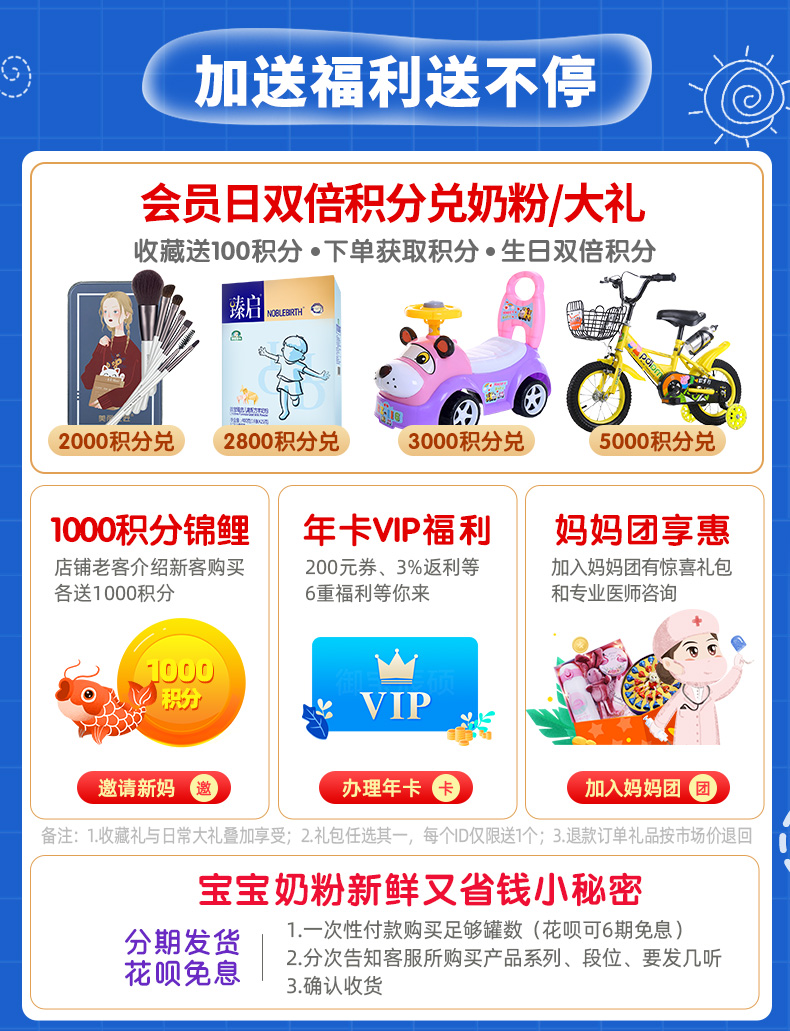 加送福利送不停
会员日双倍积分兑奶粉/大礼
收藏送100积分•下单获取积分•生日双倍积分
臻启
NOBLEBIRTH
2000积分兑
2800积分兑
3000积分兑
5000积分兑
1000积分锦鲤
店铺老客介绍新客购买
各送1000积分
1000
积分
邀请新妈 邀
年卡VIP福利
200元券、3%返利等
6重福利等你来
VIP
办理年卡 卡
妈妈团享惠
加入妈妈团有惊喜礼包
和专业医师咨询
加入妈妈团 团
备注：1.收藏礼与日常大礼叠加享受；2.礼包任选其一，每个ID仅限送1个；3.退款订单礼品按市场价退回
宝宝奶粉新鲜又省钱小秘密
分期发货
花呗免息
1.一次性付款购买足够罐数（花呗可6期免息）
2.分次告知客服所购买产品系列、段位、要发几听
3.确认收货